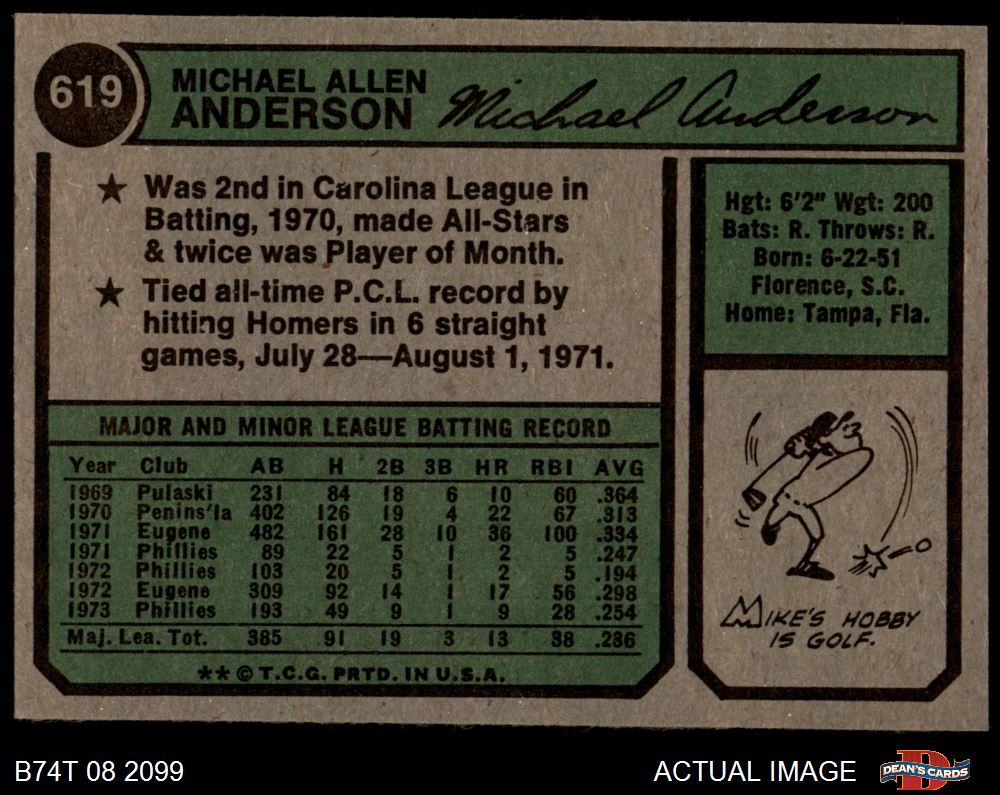 619
MICHAEL ALLEN
ANDERSON
Michael Anderson
★ Was 2nd in Carolina League in
Batting, 1970, made All-Stars
& twice was Player of Month.
★ Tied all-time P.C.L. record by
hitting Homers in 6 straight
games, July 28—August 1, 1971.
Hgt: 6'2" Wgt: 200
Bats: R. Throws: R.
Born: 6-22-51
Florence, S.C.
Home: Tampa, Fla.
MAJOR AND MINOR LEAGUE BATTING RECORD
Year Club AB H 2B 3B HR RBI AVG
1969 Pulaski 231 84 18 6 10 60 .364
1970 Penins'la 402 126 19 4 22 67 .313
1971 Eugene 482 161 28 10 36 100 .334
1971 Phillies 89 22 5 1 2 5 .247
1972 Phillies 103 20 5 1 2 5 .194
1972 Eugene 309 92 14 1 17 56 .298
1973 Phillies 193 49 9 1 9 28 .254
Maj. Lea. Tot. 385 91 19 3 13 38 .236
** © T.C.G. PRTD. IN U.S.A.
MIKE'S HOBBY
IS GOLF.
B74T 08 2099
ACTUAL IMAGE
D
DEAN'S CARDS